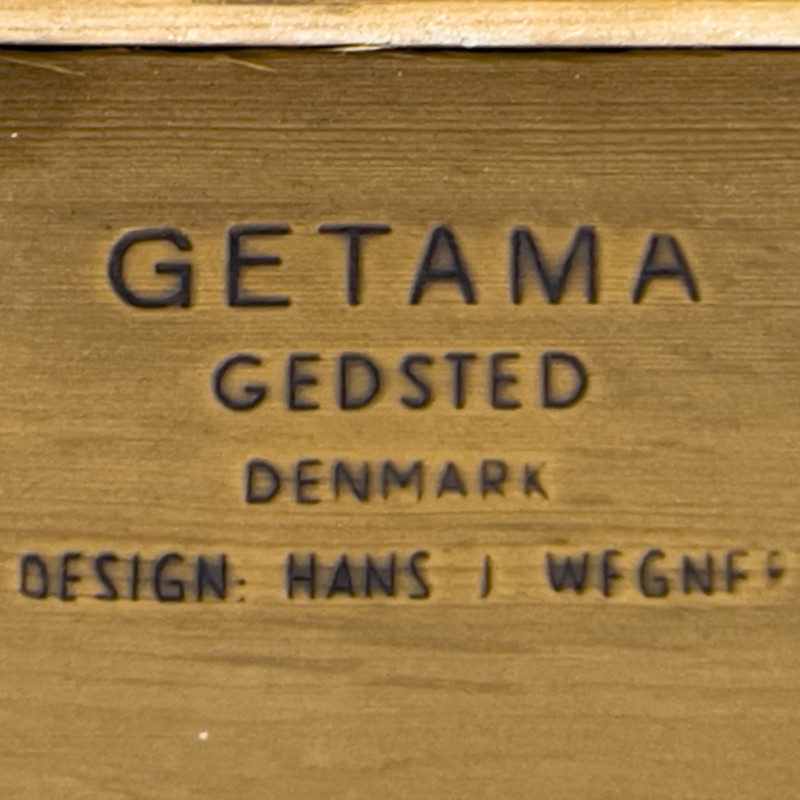 GETAMA
GEDSTED
DENMARK
DESIGN: HANS J WEGNER